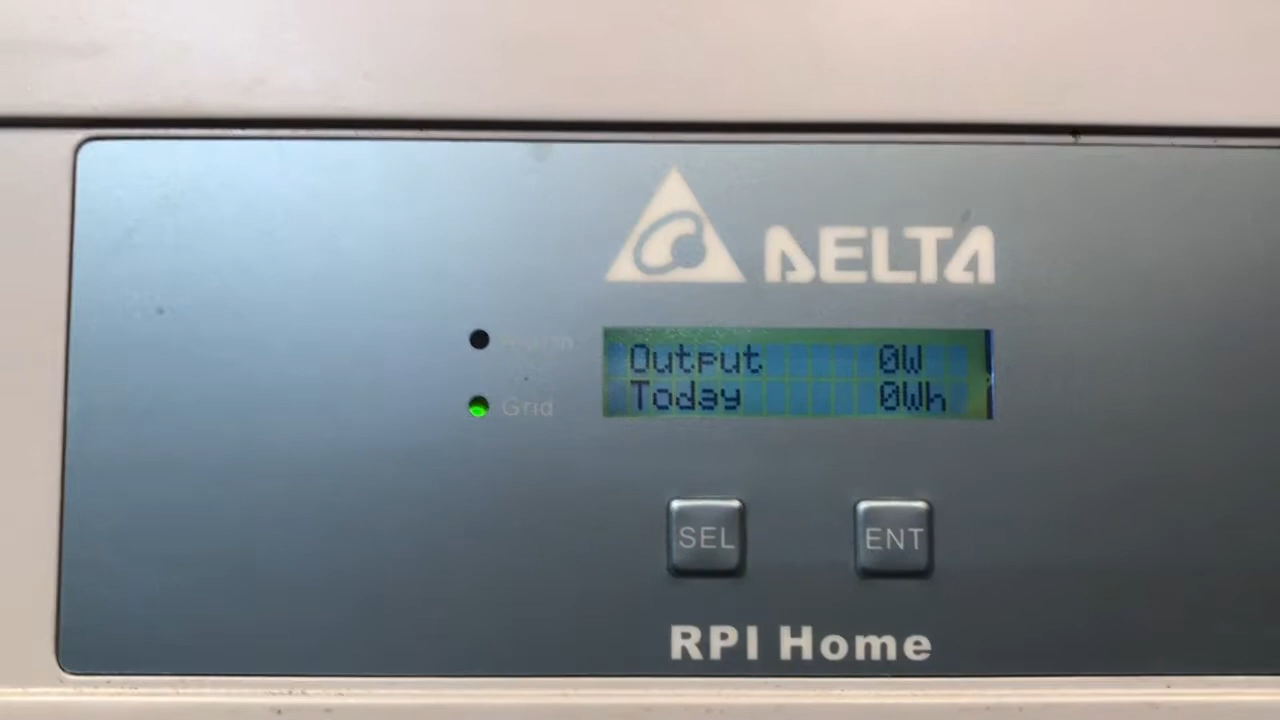 DELTA
Output 0W
Today 0Wh
Grid
SEL ENT
RPI Home